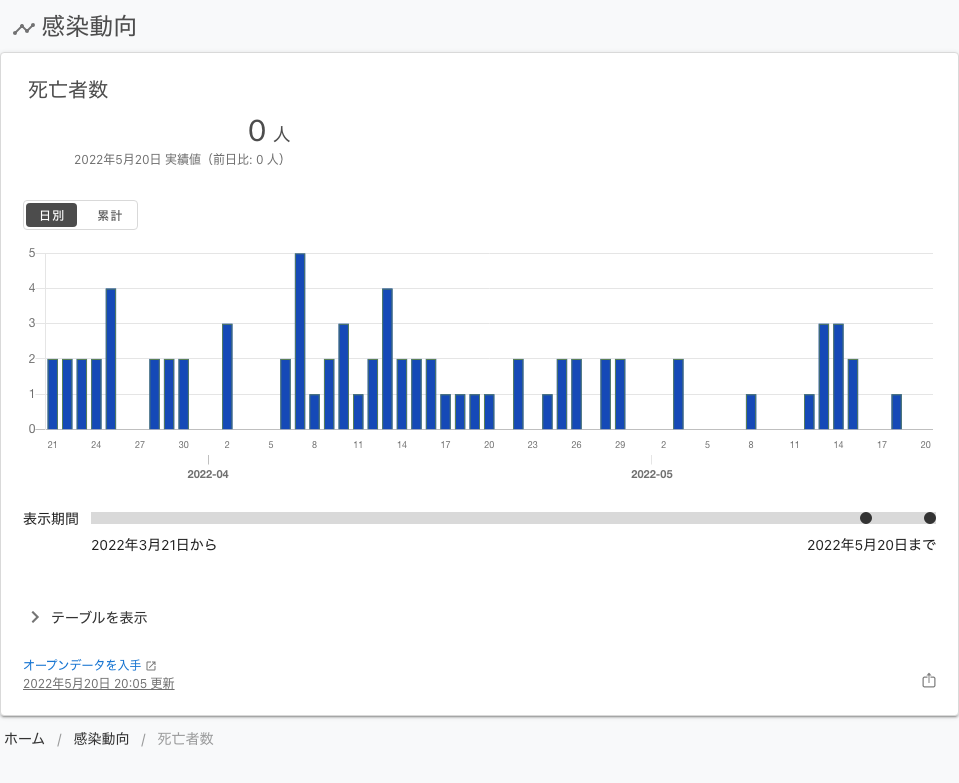 感染動向
死亡者数
0 人
2022年5月20日 実績値（前日比: 0 人）
日別 累計
5
4
3
2
1
0
21 24 27 30 2 5 8 11 14 17 20 23 26 29 2 5 8 11 14 17 20
2022-04 2022-05
表示期間
2022年3月21日から 2022年5月20日まで
テーブルを表示
オープンデータを入手
2022年5月20日 20:05 更新
ホーム / 感染動向 / 死亡者数